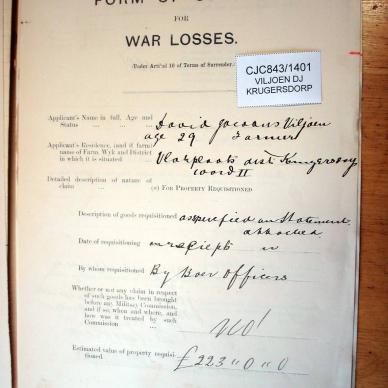 FORM OF
FOR
WAR LOSSES.
(Under Article 10 of Terms of Surrender.)
CJC843/1401
VILJOEN DJ
KRUGERSDORP
Applicant's Name in full, Age and Status David Jacobus Viljoen
age 29 Farmer
Applicant's Residence, (and if farm) name of Farm, Wyk and District in which it is situated Vlakplaats dist Krugersdorp
ward II
Detailed description of nature of claim (a) FOR PROPERTY REQUISITIONED
Description of goods requisitioned as specified on Statement
attached
Date of requisitioning on reciepts
By whom requisitioned By Boer Officers
Whether or not any claim in respect
of such goods has been brought
before any Military Commission,
and if so, when and where, and
how was it treated by such
Commission No!
Estimated value of property requisitioned. £223"0"0